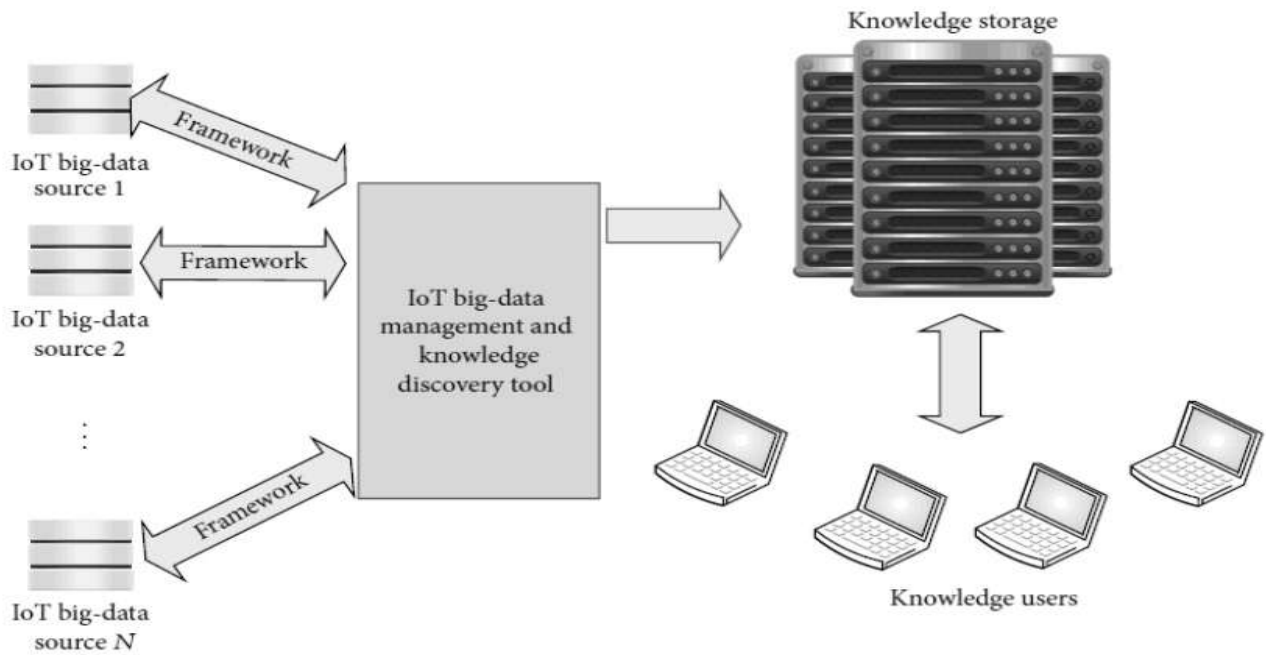 Knowledge storage
Framework
IoT big-data
source 1
Framework
IoT big-data
source 2
IoT big-data
management and
knowledge
discovery tool
⋮
Framework
IoT big-data
source N
Knowledge users